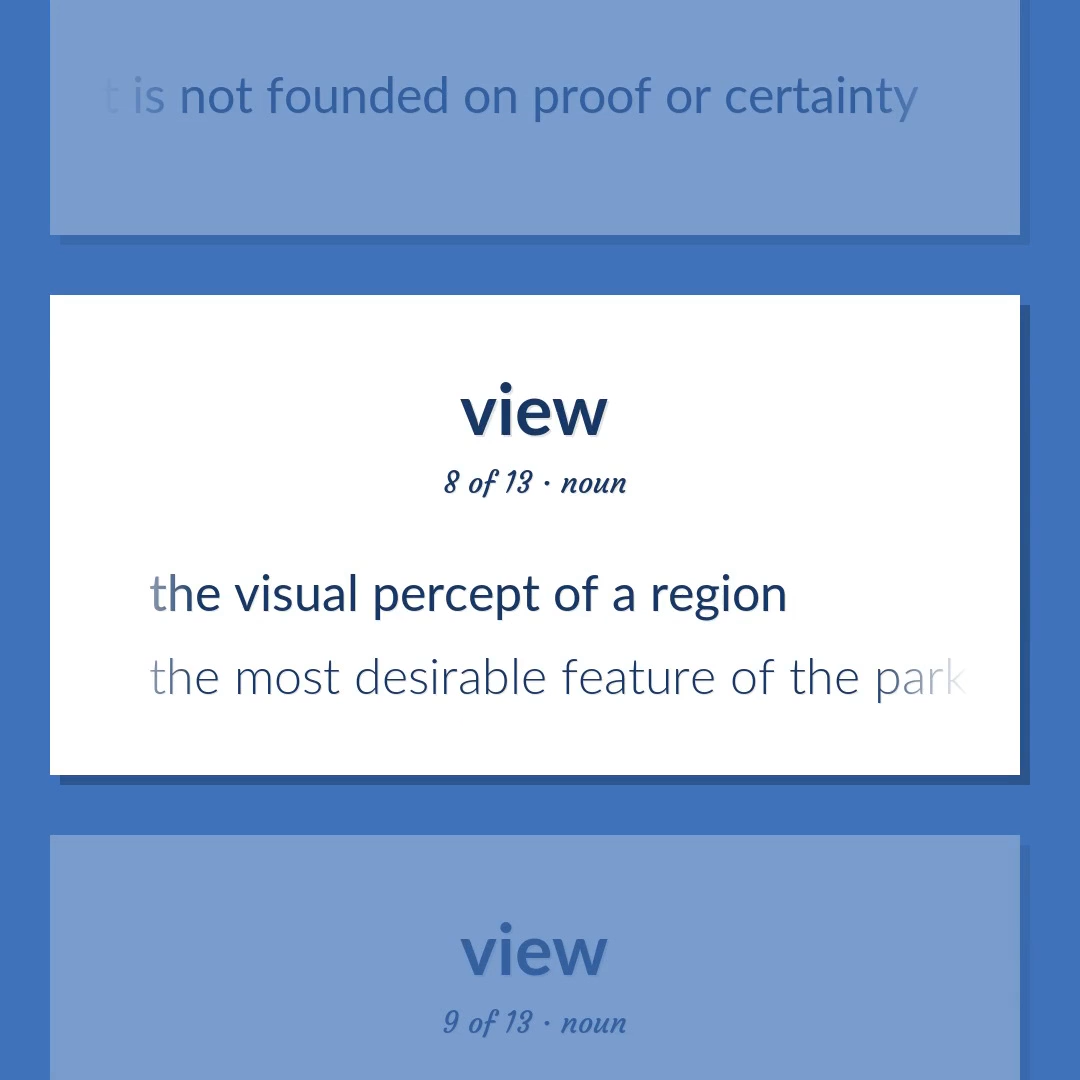 is not founded on proof or certainty
view
8 of 13 · noun
the visual percept of a region
the most desirable feature of the park
view
9 of 13 · noun